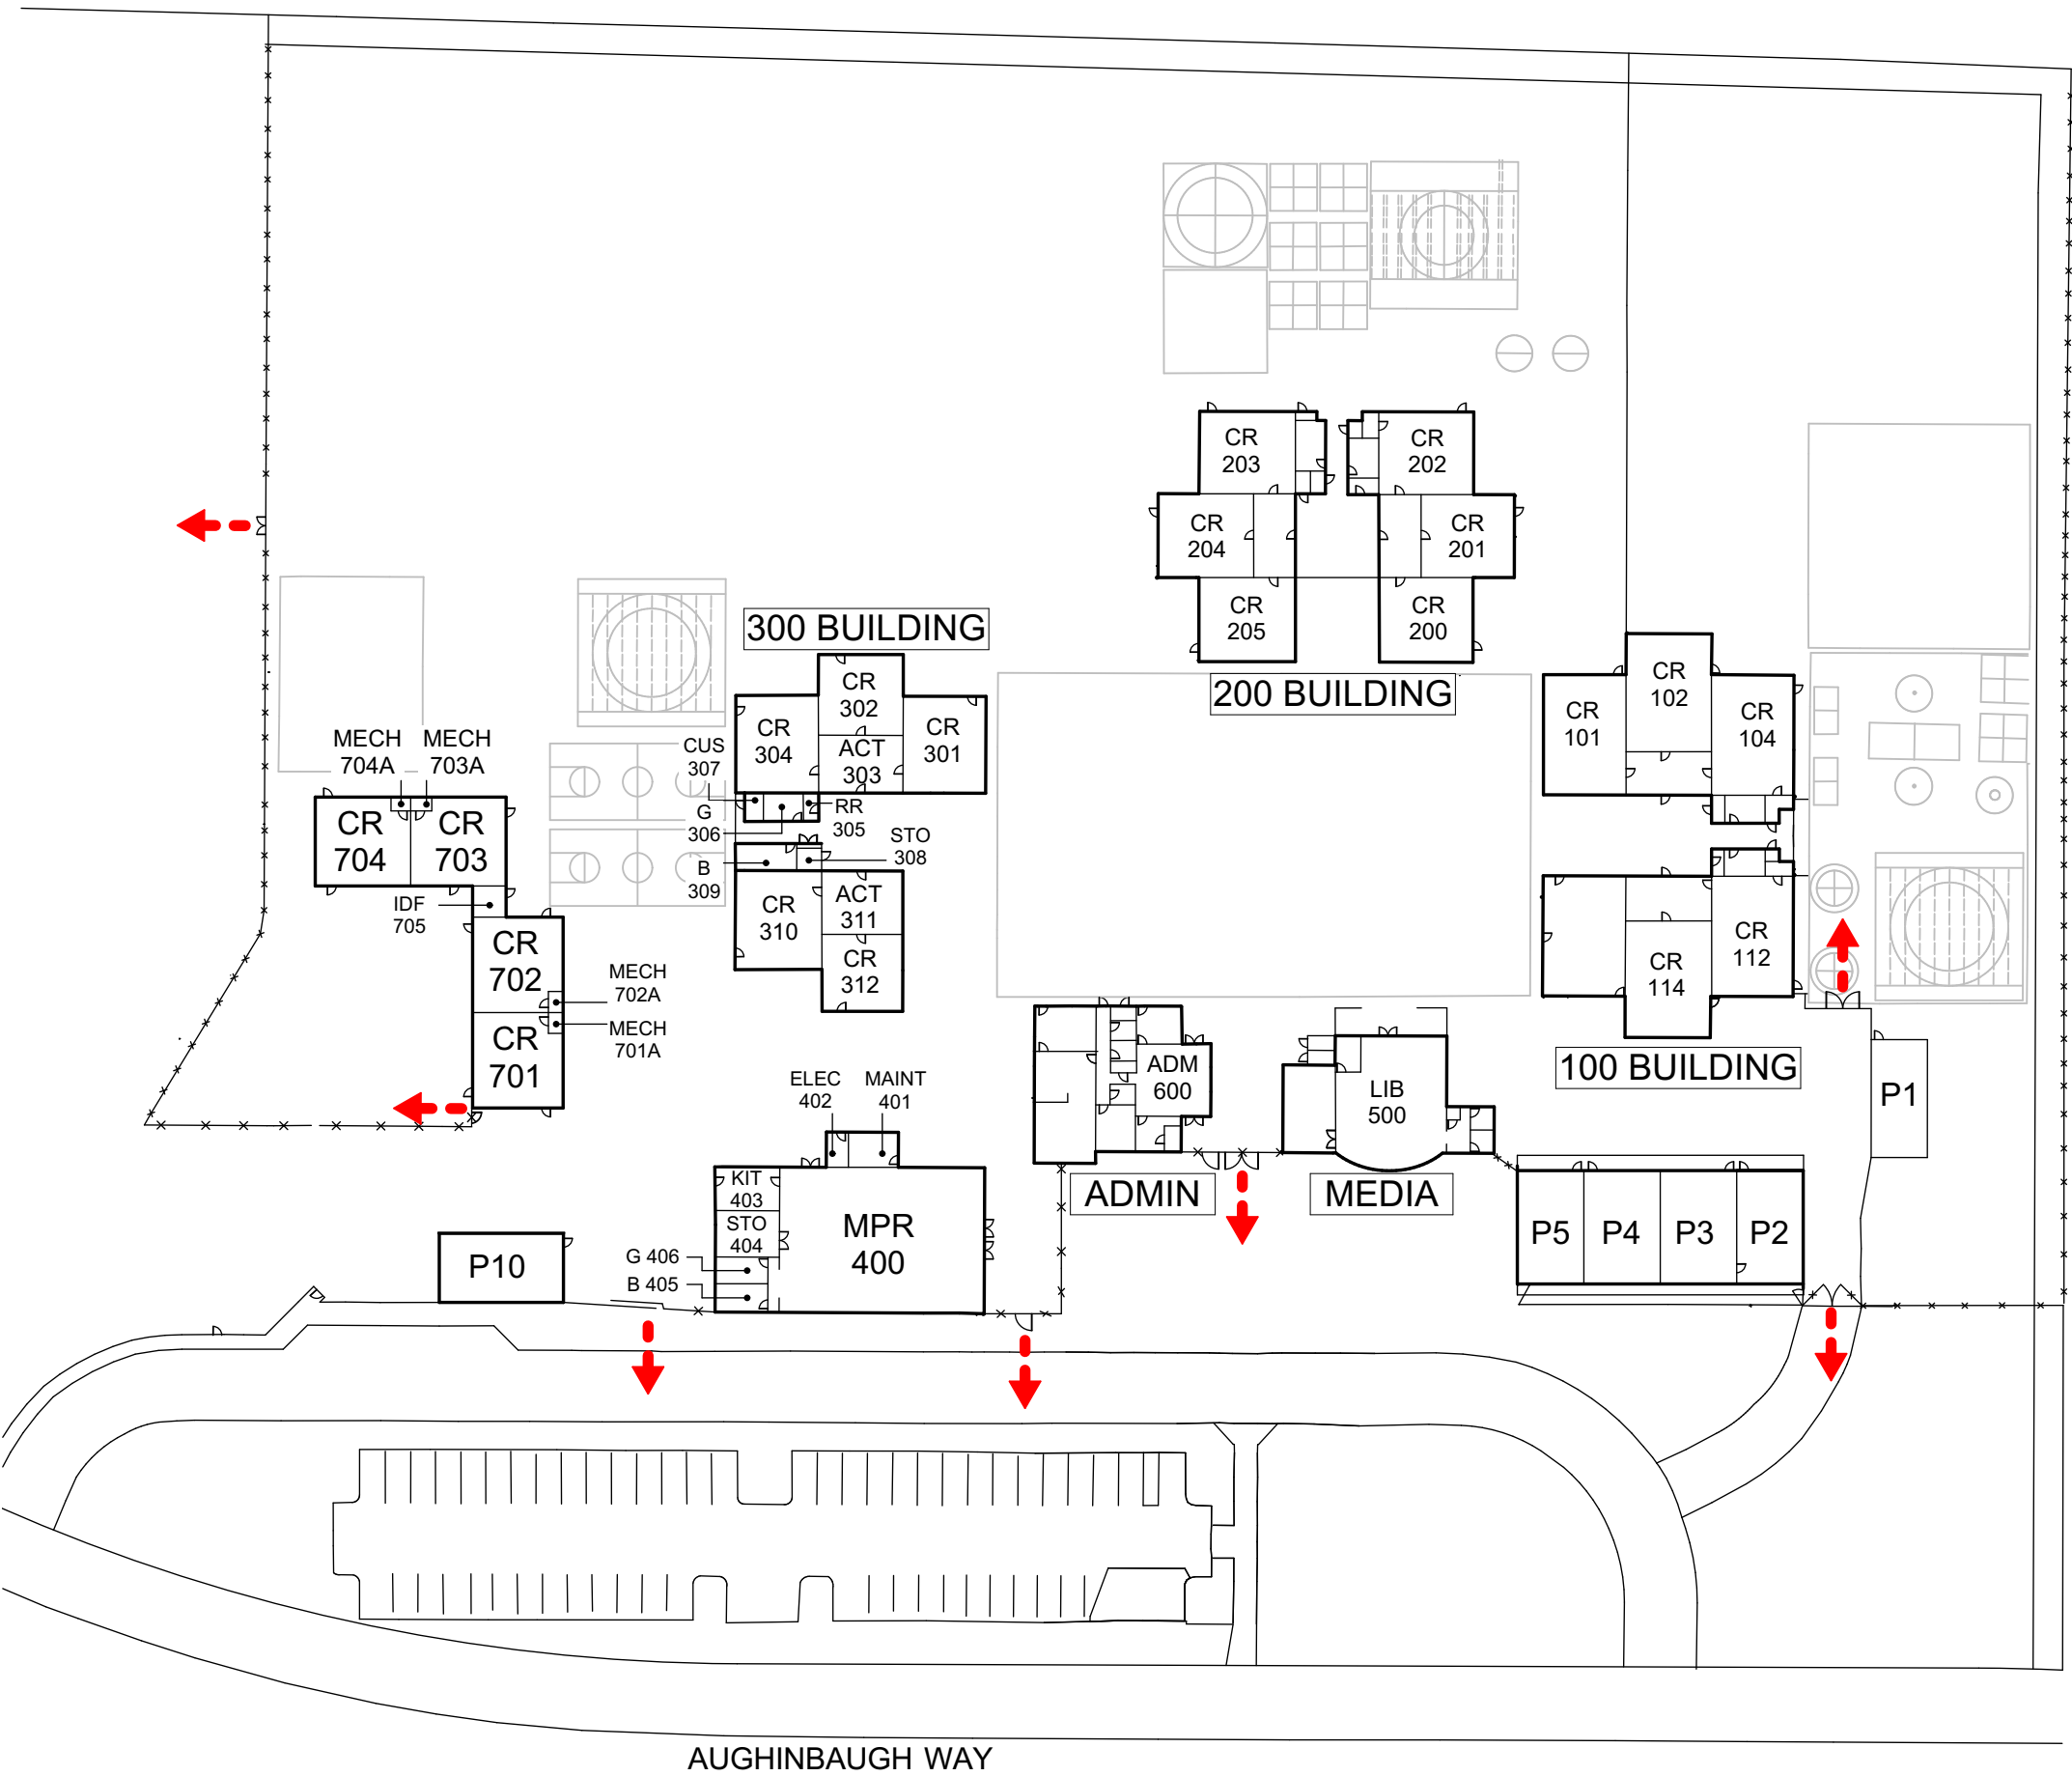 CR
203
CR
202
CR
204
CR
201
CR
205
CR
200
200 BUILDING
300 BUILDING
CR
302
CR
304
ACT
303
CR
301
CUS
307
G
306
RR
305
STO
308
B
309
CR
310
ACT
311
CR
312
MECH
704A
MECH
703A
CR
704
CR
703
IDF
705
CR
702
MECH
702A
CR
701
MECH
701A
CR
101
CR
102
CR
104
CR
112
CR
114
100 BUILDING
ADM
600
LIB
500
ADMIN
MEDIA
P1
P5
P4
P3
P2
ELEC
402
MAINT
401
KIT
403
STO
404
G 406
B 405
MPR
400
P10
AUGHINBAUGH WAY